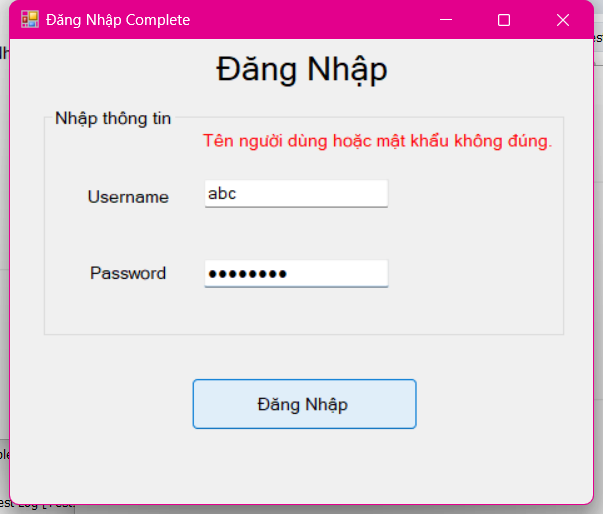 Đăng Nhập Complete
Đăng Nhập
Nhập thông tin
Tên người dùng hoặc mật khẩu không đúng.
Username
abc
Password
••••••••
Đăng Nhập